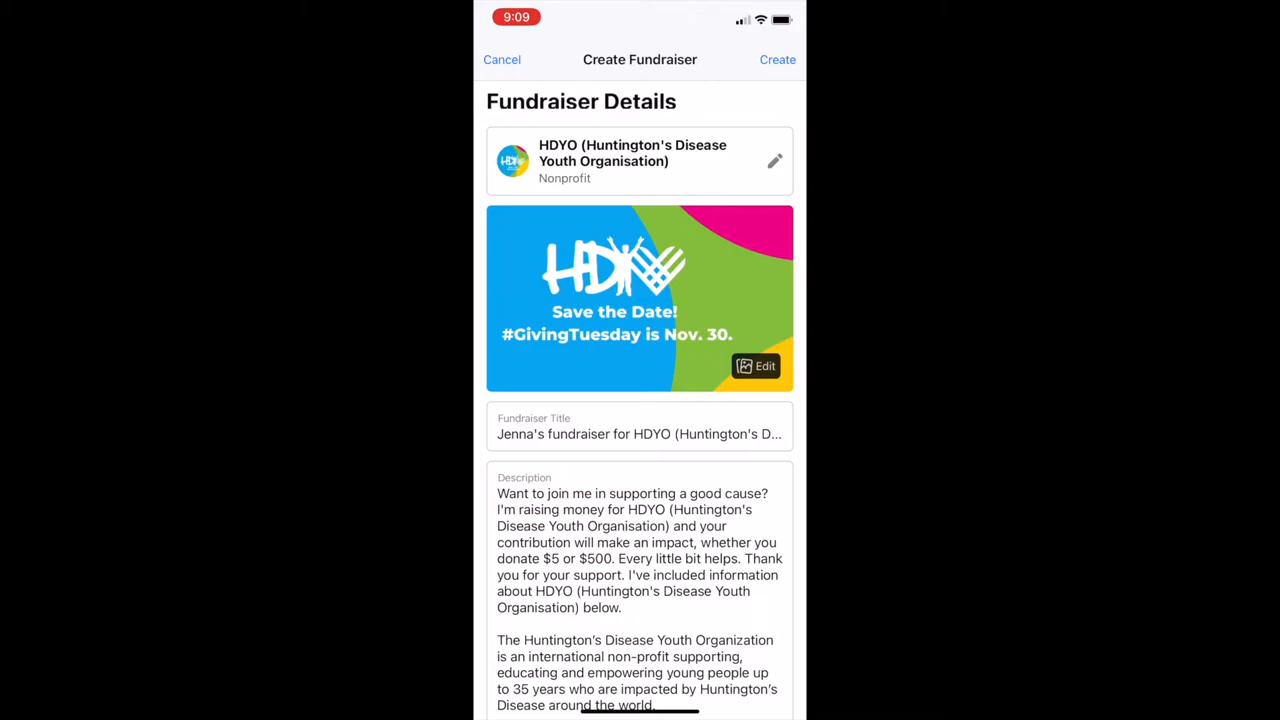 9:09
Cancel
Create Fundraiser
Create
Fundraiser Details
HDYO (Huntington's Disease
Youth Organisation)
Nonprofit
HDYO
Save the Date!
#GivingTuesday is Nov. 30.
Edit
Fundraiser Title
Jenna's fundraiser for HDYO (Huntington's D...
Description
Want to join me in supporting a good cause?
I'm raising money for HDYO (Huntington's
Disease Youth Organisation) and your
contribution will make an impact, whether you
donate $5 or $500. Every little bit helps. Thank
you for your support. I've included information
about HDYO (Huntington's Disease Youth
Organisation) below.
The Huntington’s Disease Youth Organization
is an international non-profit supporting,
educating and empowering young people up
to 35 years who are impacted by Huntington’s
Disease around the world.